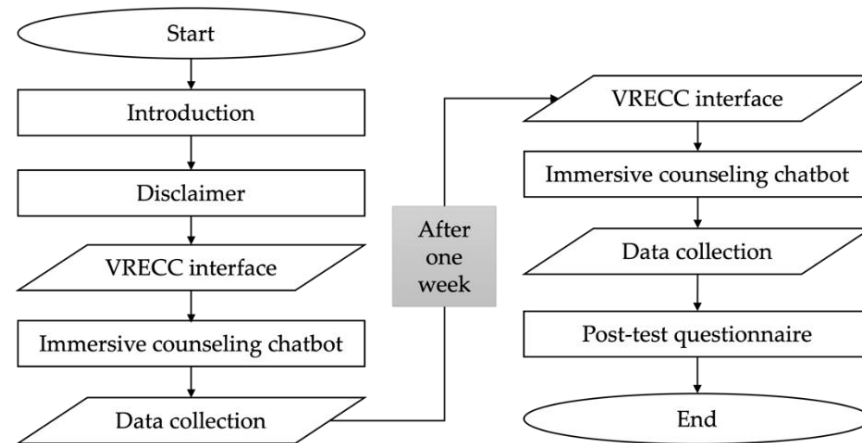 Start
Introduction
Disclaimer
VRECC interface
Immersive counseling chatbot
Data collection
After
one
week
VRECC interface
Immersive counseling chatbot
Data collection
Post-test questionnaire
End